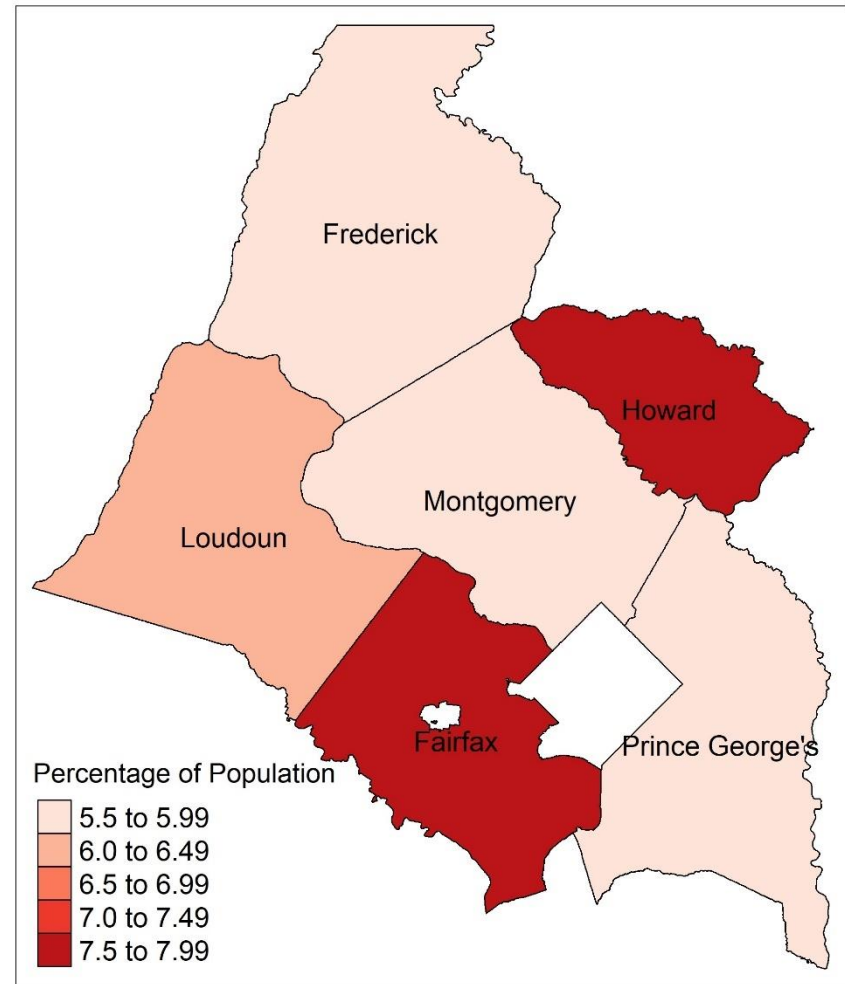 Frederick
Howard
Montgomery
Loudoun
Fairfax
Prince George's
Percentage of Population
5.5 to 5.99
6.0 to 6.49
6.5 to 6.99
7.0 to 7.49
7.5 to 7.99